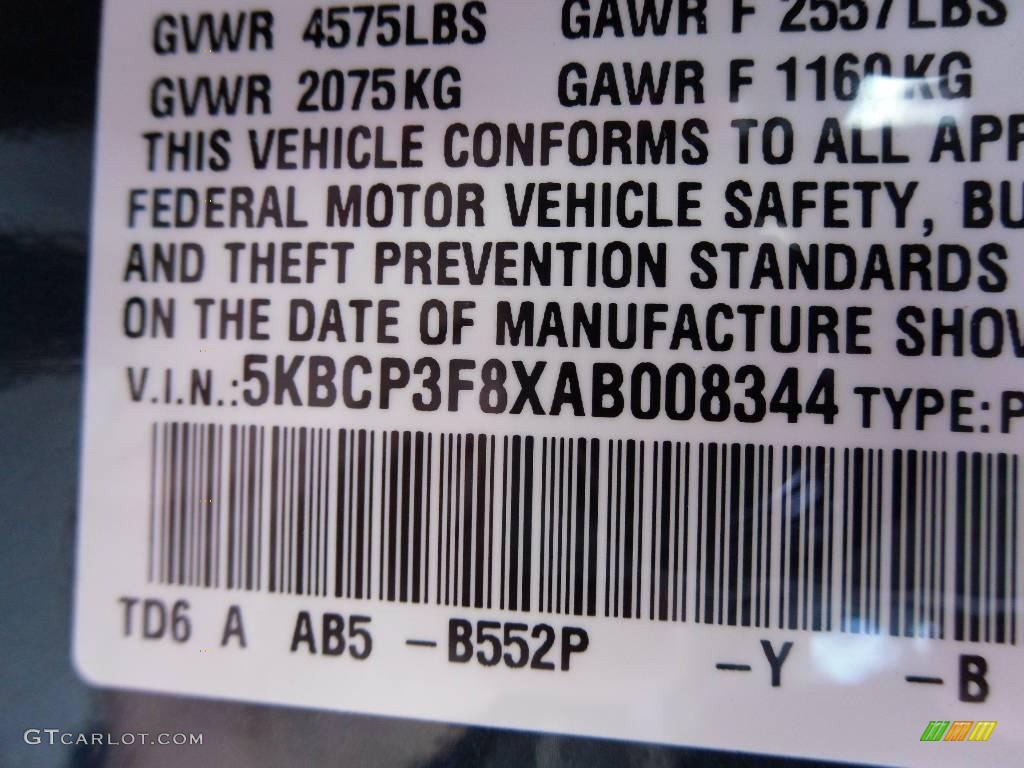 GVWR 4575LBS GAWR F 2557LBS
GVWR 2075KG GAWR F 1160KG
THIS VEHICLE CONFORMS TO ALL APP
FEDERAL MOTOR VEHICLE SAFETY, BU
AND THEFT PREVENTION STANDARDS
ON THE DATE OF MANUFACTURE SHOW
V.I.N.:5KBCP3F8XAB008344 TYPE:P
TD6 A AB5 -B552P -Y -B
GTCARLOT.COM